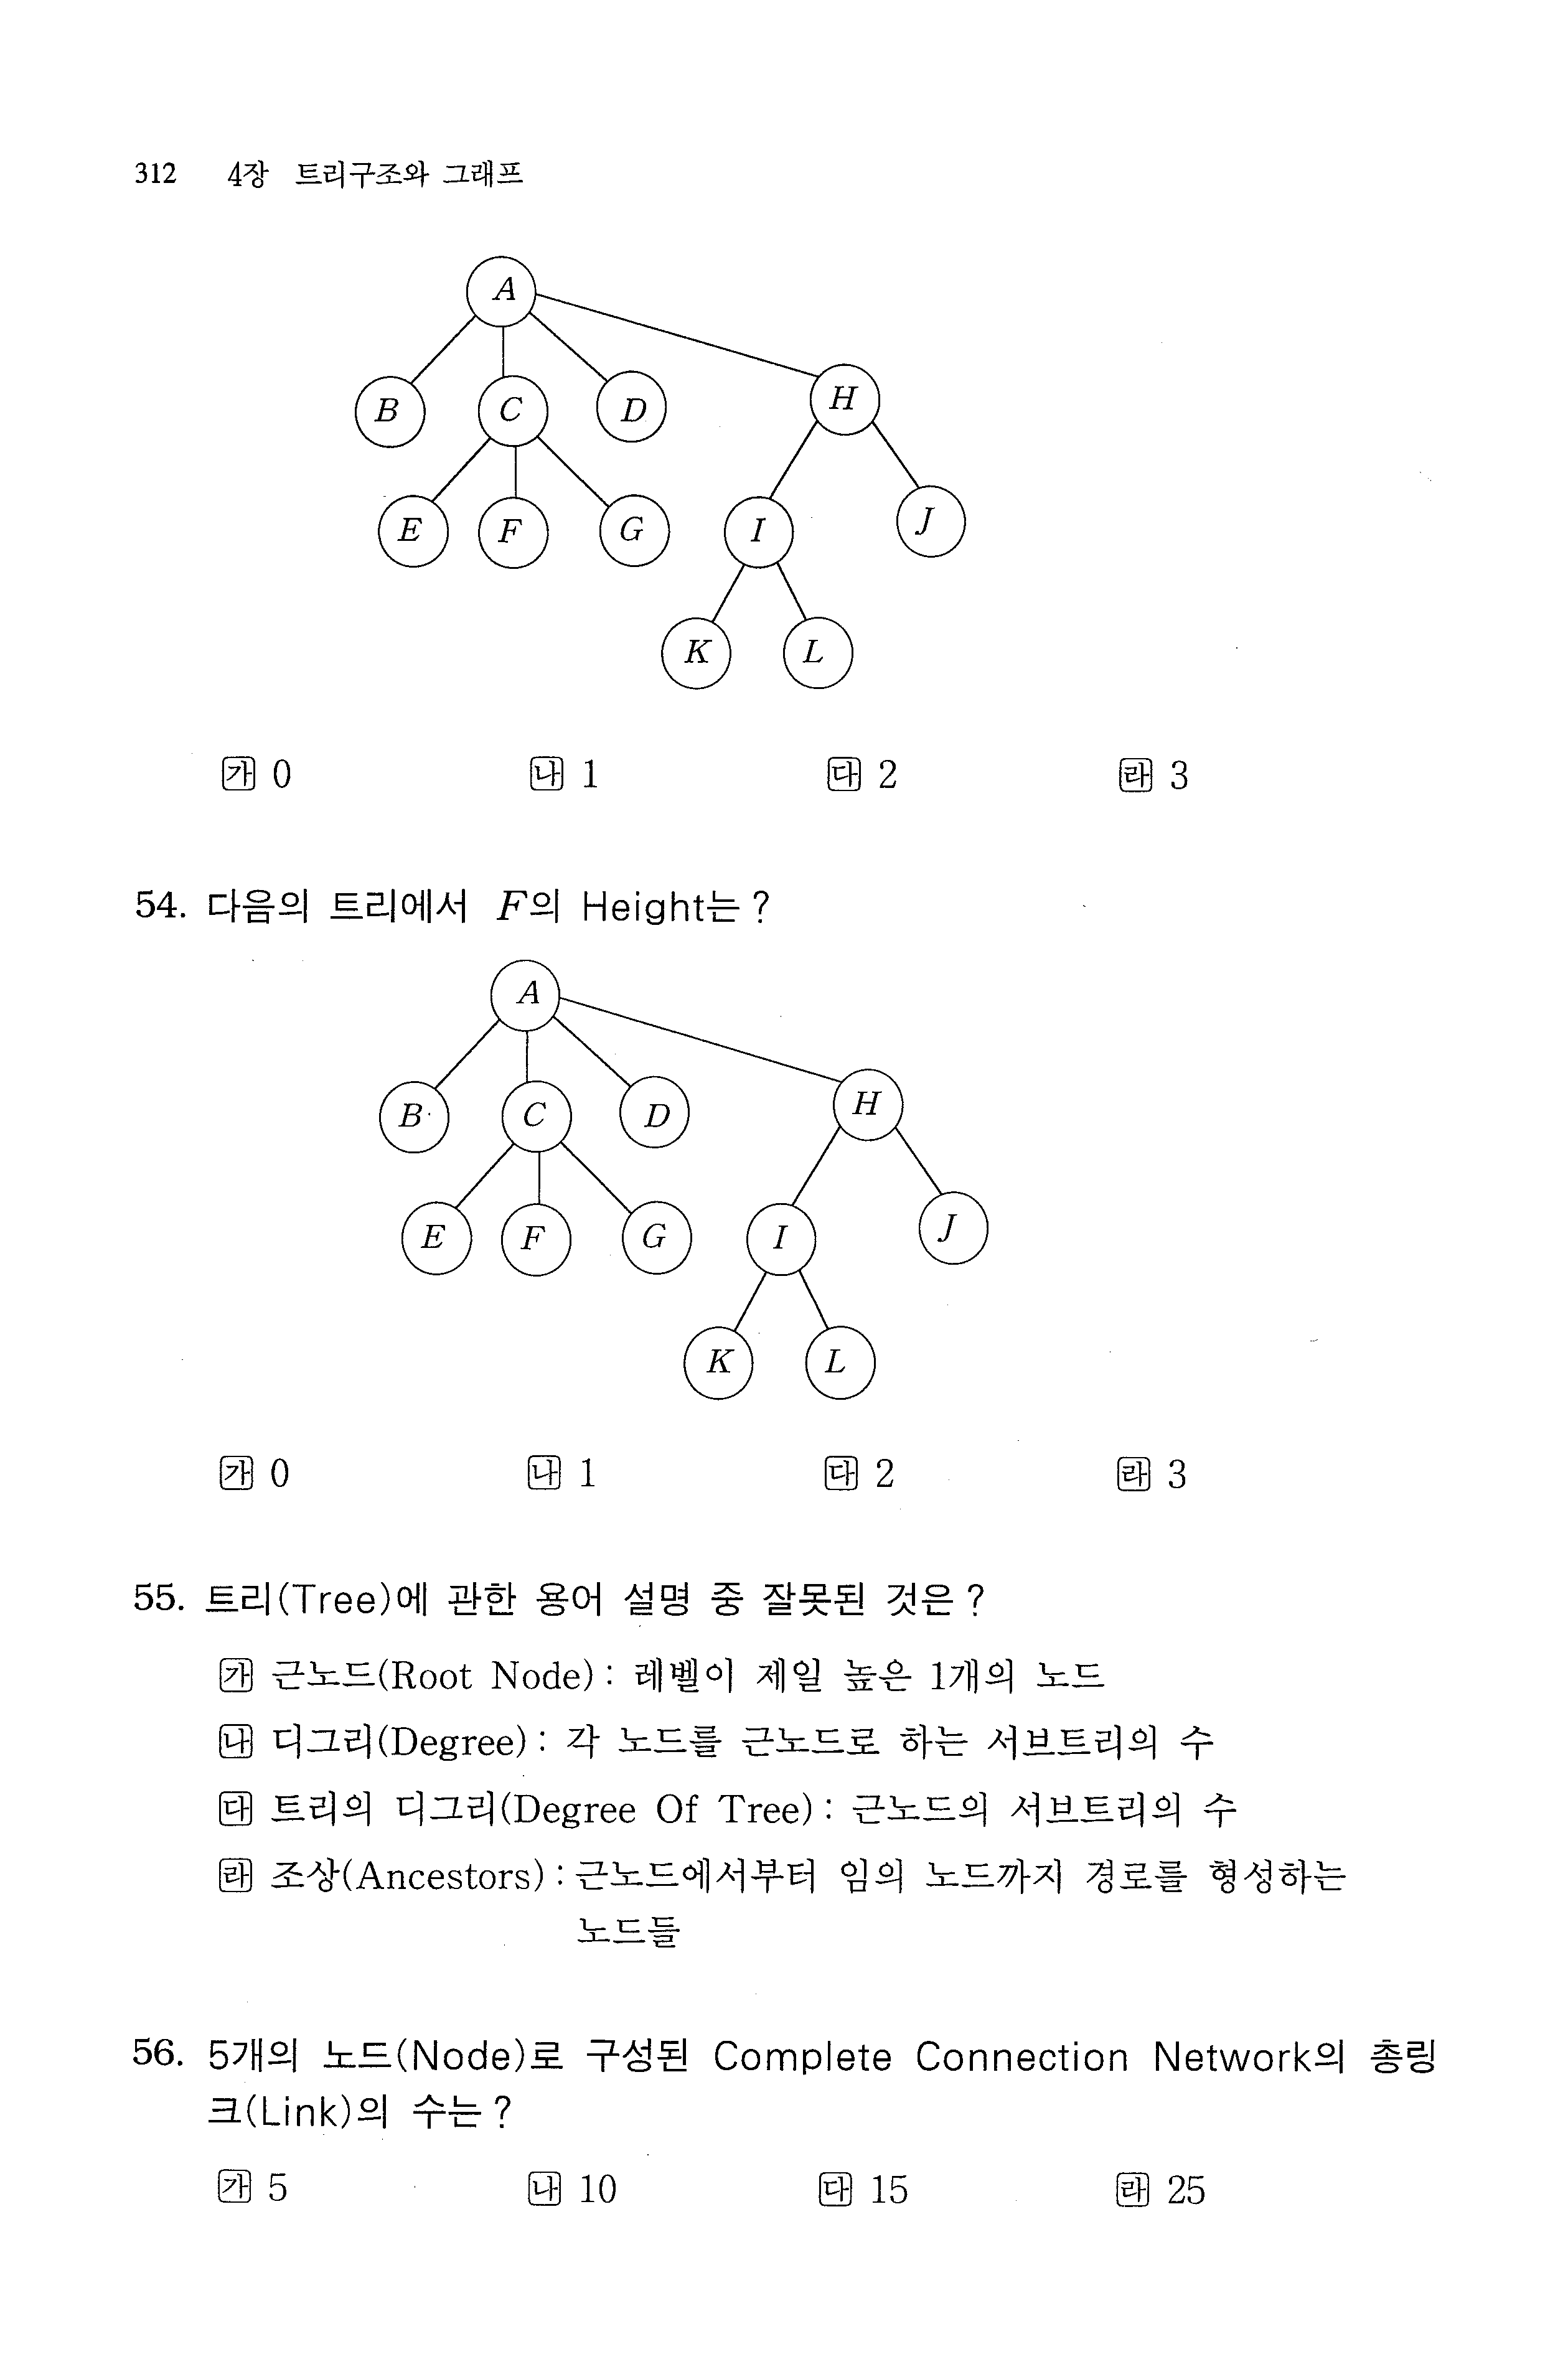 312 4장 트리구조와 그래프
A
B C D H
E F G I J
K L
가 0 나 1 다 2 라 3
54. 다음의 트리에서 F의 Height는?
A
B C D H
E F G I J
K L
가 0 나 1 다 2 라 3
55. 트리(Tree)에 관한 용어 설명 중 잘못된 것은?
가 근노드(Root Node) : 레벨이 제일 높은 1개의 노드
나 디그리(Degree) : 각 노드를 근노드로 하는 서브트리의 수
다 트리의 디그리(Degree Of Tree) : 근노드의 서브트리의 수
라 조상(Ancestors) : 근노드에서부터 임의 노드까지 경로를 형성하는
노드들
56. 5개의 노드(Node)로 구성된 Complete Connection Network의 총링
크(Link)의 수는?
가 5 나 10 다 15 라 25